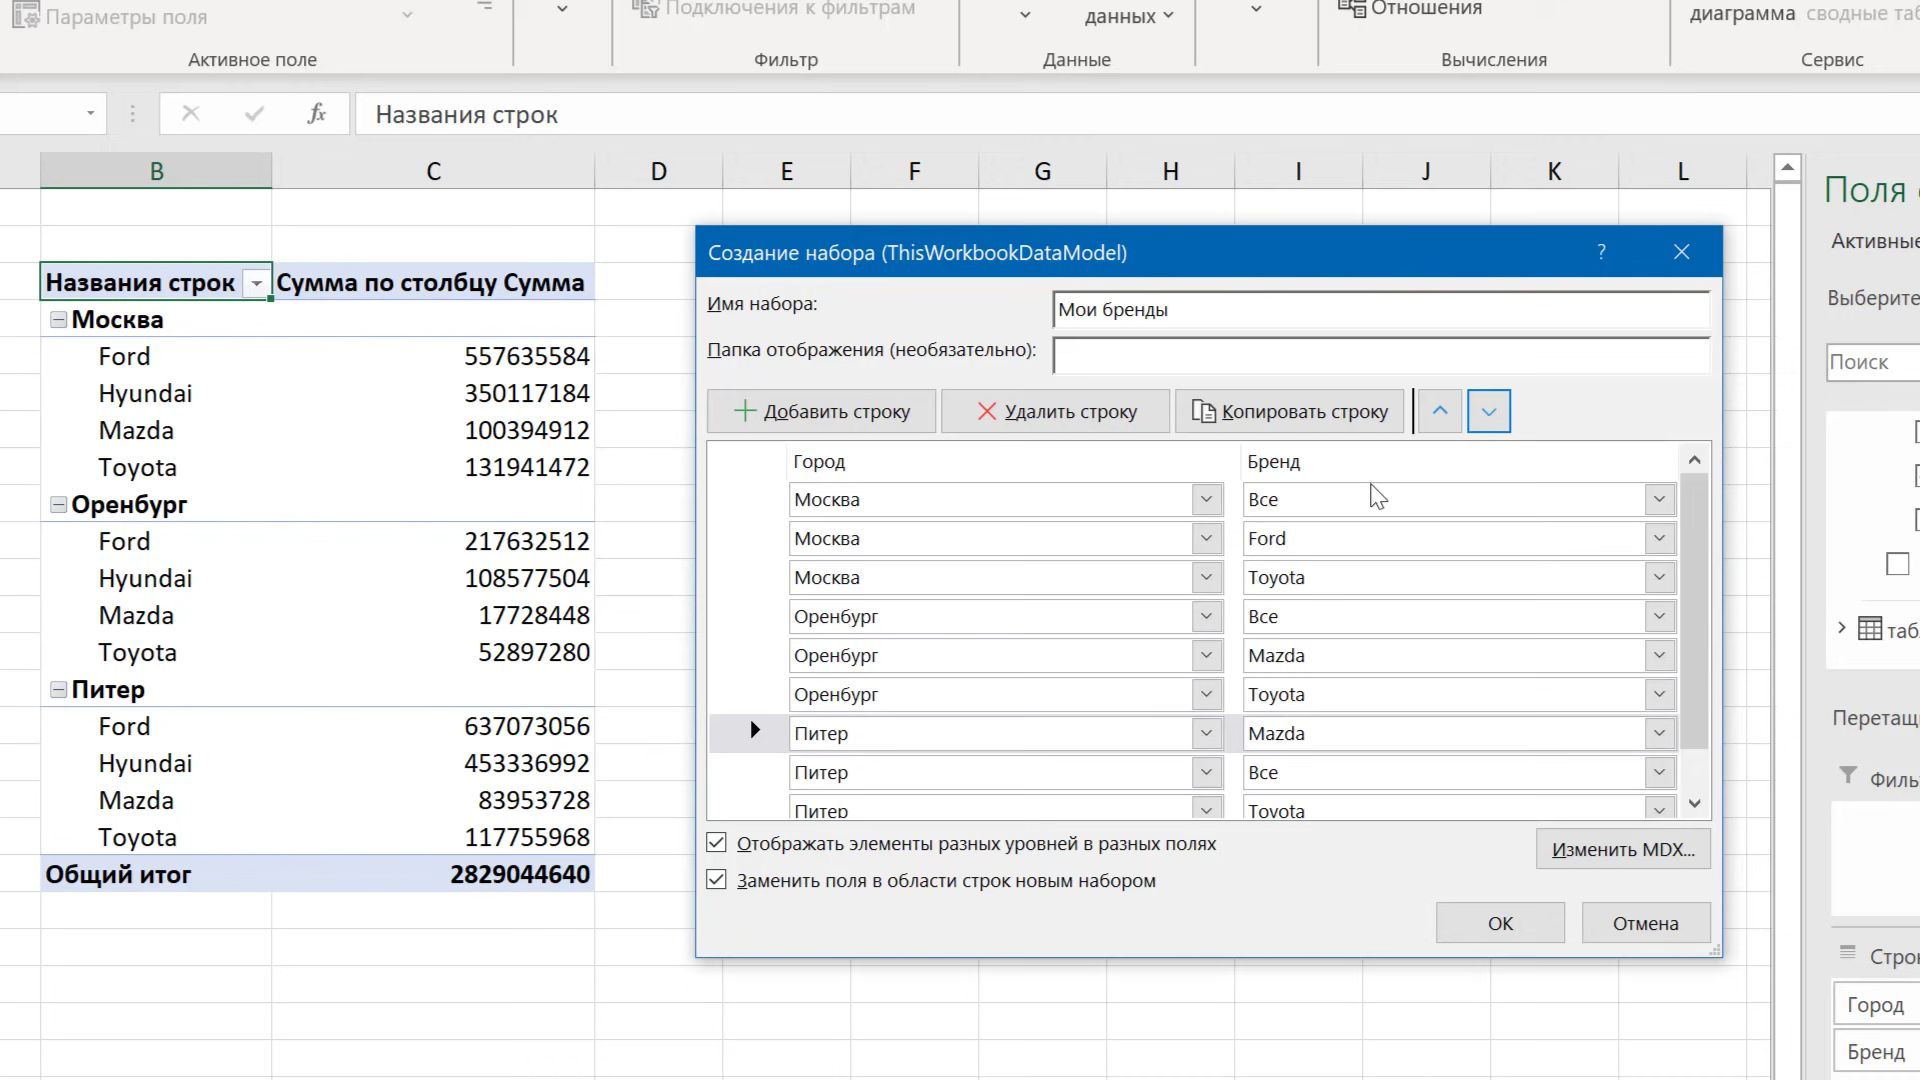 Параметры поля
Подключения к фильтрам
данных
Отношения
диаграмма сводные
Активное поле
Фильтр
Данные
Вычисления
Сервис
fx
Названия строк
B C D E F G H I J K L
Названия строк Сумма по столбцу Сумма
Москва
Ford 557635584
Hyundai 350117184
Mazda 100394912
Toyota 131941472
Оренбург
Ford 217632512
Hyundai 108577504
Mazda 17728448
Toyota 52897280
Питер
Ford 637073056
Hyundai 453336992
Mazda 83953728
Toyota 117755968
Общий итог 2829044640
Создание набора (ThisWorkbookDataModel)
?
Имя набора: Мои бренды
Папка отображения (необязательно):
Добавить строку
Удалить строку
Копировать строку
Город Бренд
Москва Все
Москва Ford
Москва Toyota
Оренбург Все
Оренбург Mazda
Оренбург Toyota
Питер Mazda
Питер Все
Питер Toyota
Отображать элементы разных уровней в разных полях
Изменить MDX...
Заменить поля в области строк новым набором
ОК
Отмена
Поля
Активные
Выберите
Поиск
Город
Бренд